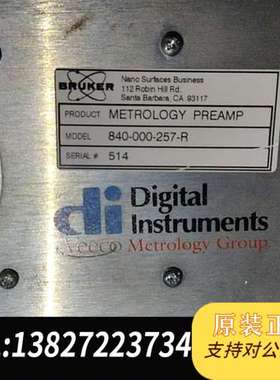 BRUKER
Nano Surfaces Business
112 Robin Hill Rd.
Santa Barbara, CA. 93117
PRODUCT METROLOGY PREAMP
MODEL 840-000-257-R
SERIAL # 514
di Digital
Instruments
Veeco Metrology Group
原装正
支持对公
:13827223734